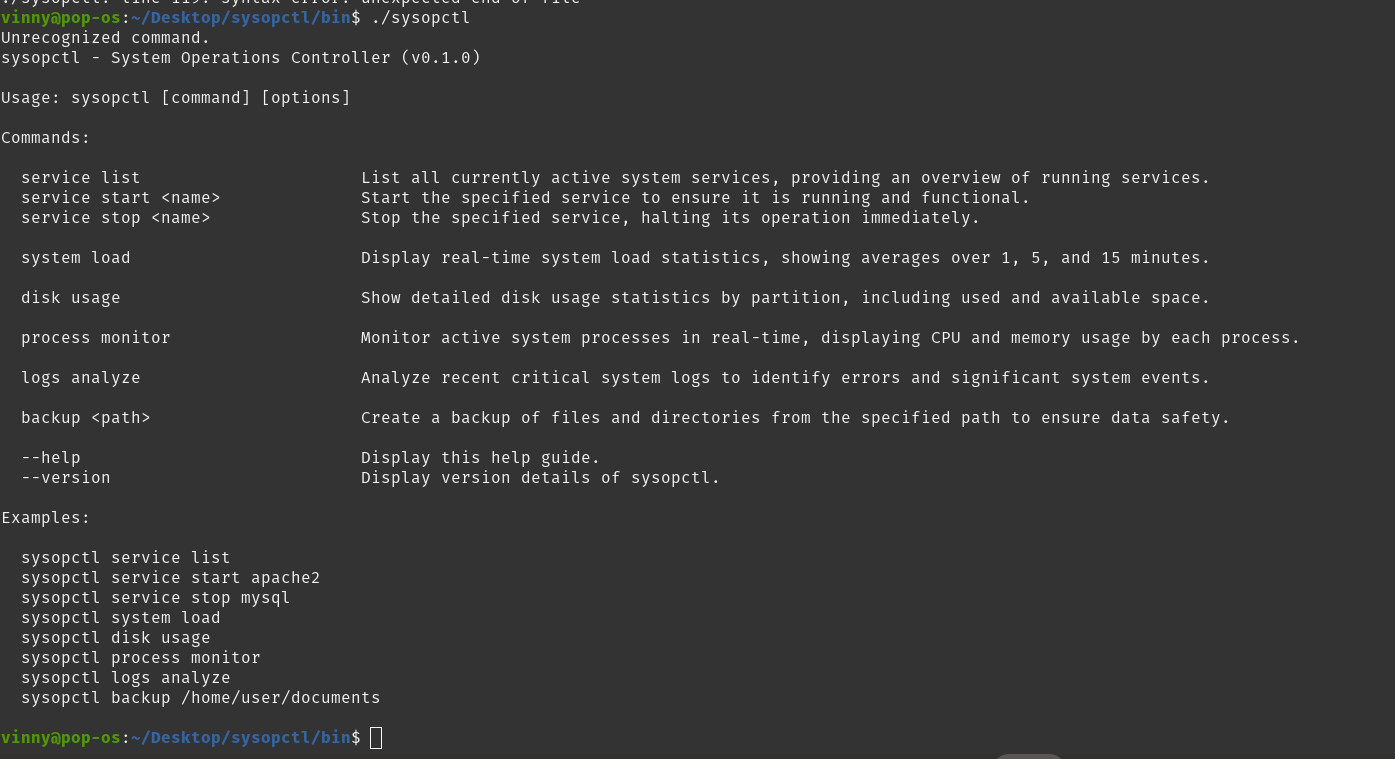 ./sysopctl: line 119: syntax error: unexpected end of file
vinny@pop-os:~/Desktop/sysopctl/bin$ ./sysopctl
Unrecognized command.
sysopctl - System Operations Controller (v0.1.0)
Usage: sysopctl [command] [options]
Commands:
service list List all currently active system services, providing an overview of running services.
service start <name> Start the specified service to ensure it is running and functional.
service stop <name> Stop the specified service, halting its operation immediately.
system load Display real-time system load statistics, showing averages over 1, 5, and 15 minutes.
disk usage Show detailed disk usage statistics by partition, including used and available space.
process monitor Monitor active system processes in real-time, displaying CPU and memory usage by each process.
logs analyze Analyze recent critical system logs to identify errors and significant system events.
backup <path> Create a backup of files and directories from the specified path to ensure data safety.
--help Display this help guide.
--version Display version details of sysopctl.
Examples:
sysopctl service list
sysopctl service start apache2
sysopctl service stop mysql
sysopctl system load
sysopctl disk usage
sysopctl process monitor
sysopctl logs analyze
sysopctl backup /home/user/documents
vinny@pop-os:~/Desktop/sysopctl/bin$